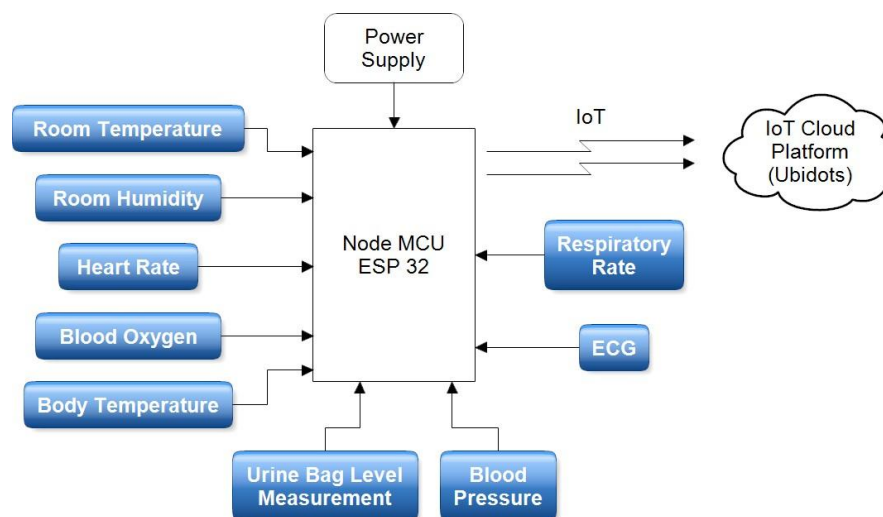 Power
Supply
Room Temperature
IoT
IoT Cloud
Platform
(Ubidots)
Room Humidity
Node MCU
ESP 32
Respiratory
Rate
Heart Rate
Blood Oxygen
ECG
Body Temperature
Urine Bag Level
Measurement
Blood
Pressure